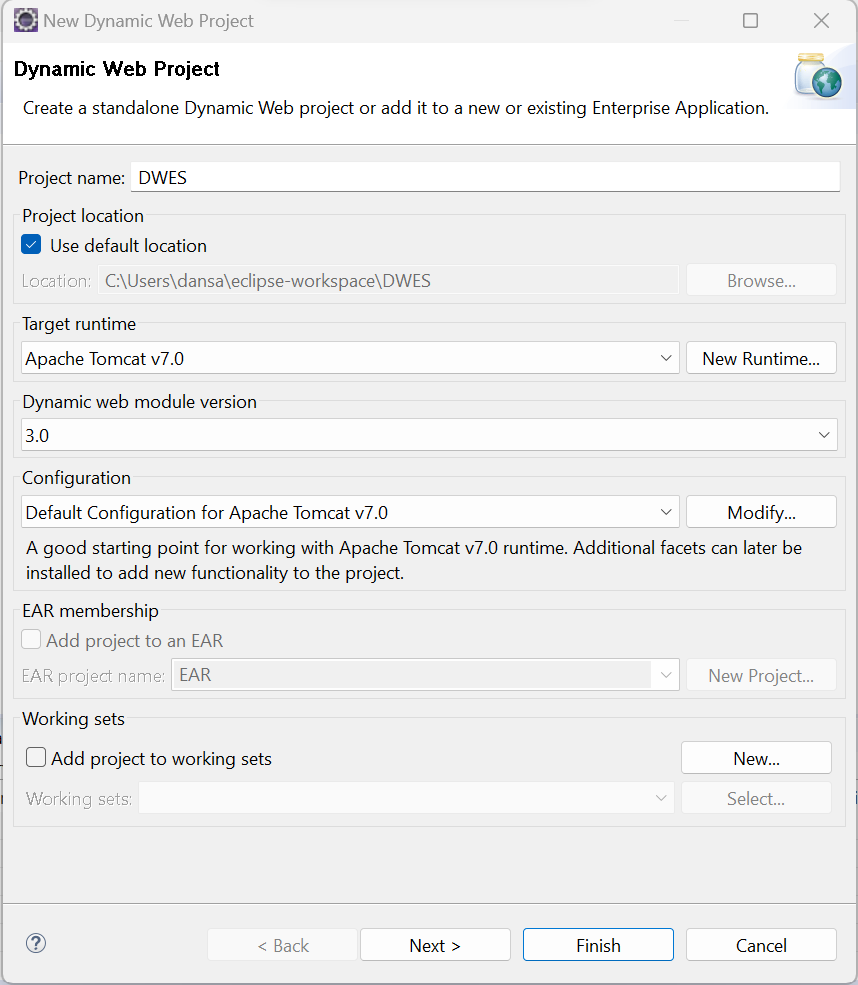 New Dynamic Web Project
Dynamic Web Project
Create a standalone Dynamic Web project or add it to a new or existing Enterprise Application.
Project name: DWES
Project location
Use default location
Location: C:\Users\dansa\eclipse-workspace\DWES Browse...
Target runtime
Apache Tomcat v7.0 New Runtime...
Dynamic web module version
3.0
Configuration
Default Configuration for Apache Tomcat v7.0 Modify...
A good starting point for working with Apache Tomcat v7.0 runtime. Additional facets can later be
installed to add new functionality to the project.
EAR membership
Add project to an EAR
EAR project name: EAR New Project...
Working sets
Add project to working sets New...
Working sets: Select...
? < Back Next > Finish Cancel